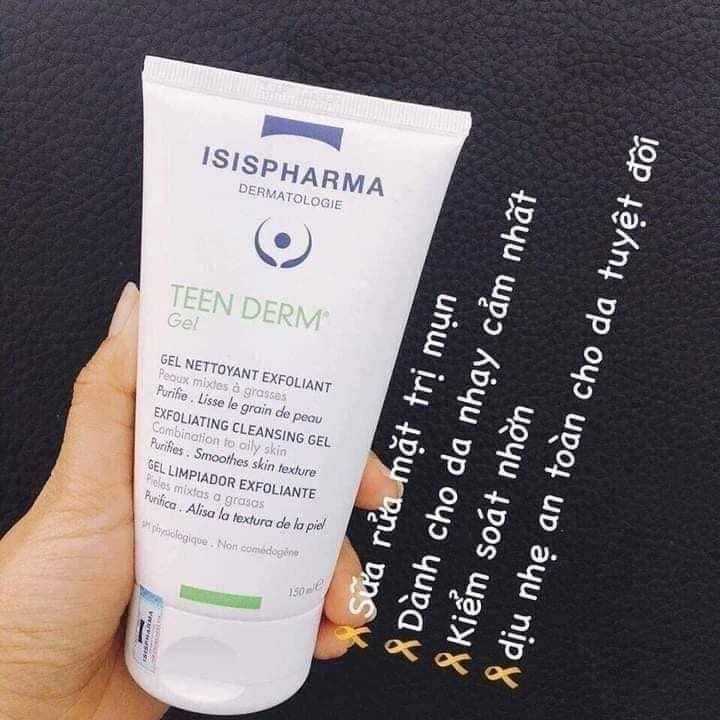 ISISPHARMA
DERMATOLOGIE
TEEN DERM®
Gel
GEL NETTOYANT EXFOLIANT
Peaux mixtes à grasses
Purifie . Lisse le grain de peau
EXFOLIATING CLEANSING GEL
Combination to oily skin
Purifies . Smoothes skin texture
GEL LIMPIADOR EXFOLIANTE
Pieles mixtas a grasas
Purifica . Alisa la textura de la piel
pH physiologique . Non comédogène
150 ml ℮
ISISPHARMA
Sữa rửa mặt trị mụn
Dành cho da nhạy cảm nhất
Kiểm soát nhờn
dịu nhẹ an toàn cho da tuyệt đối